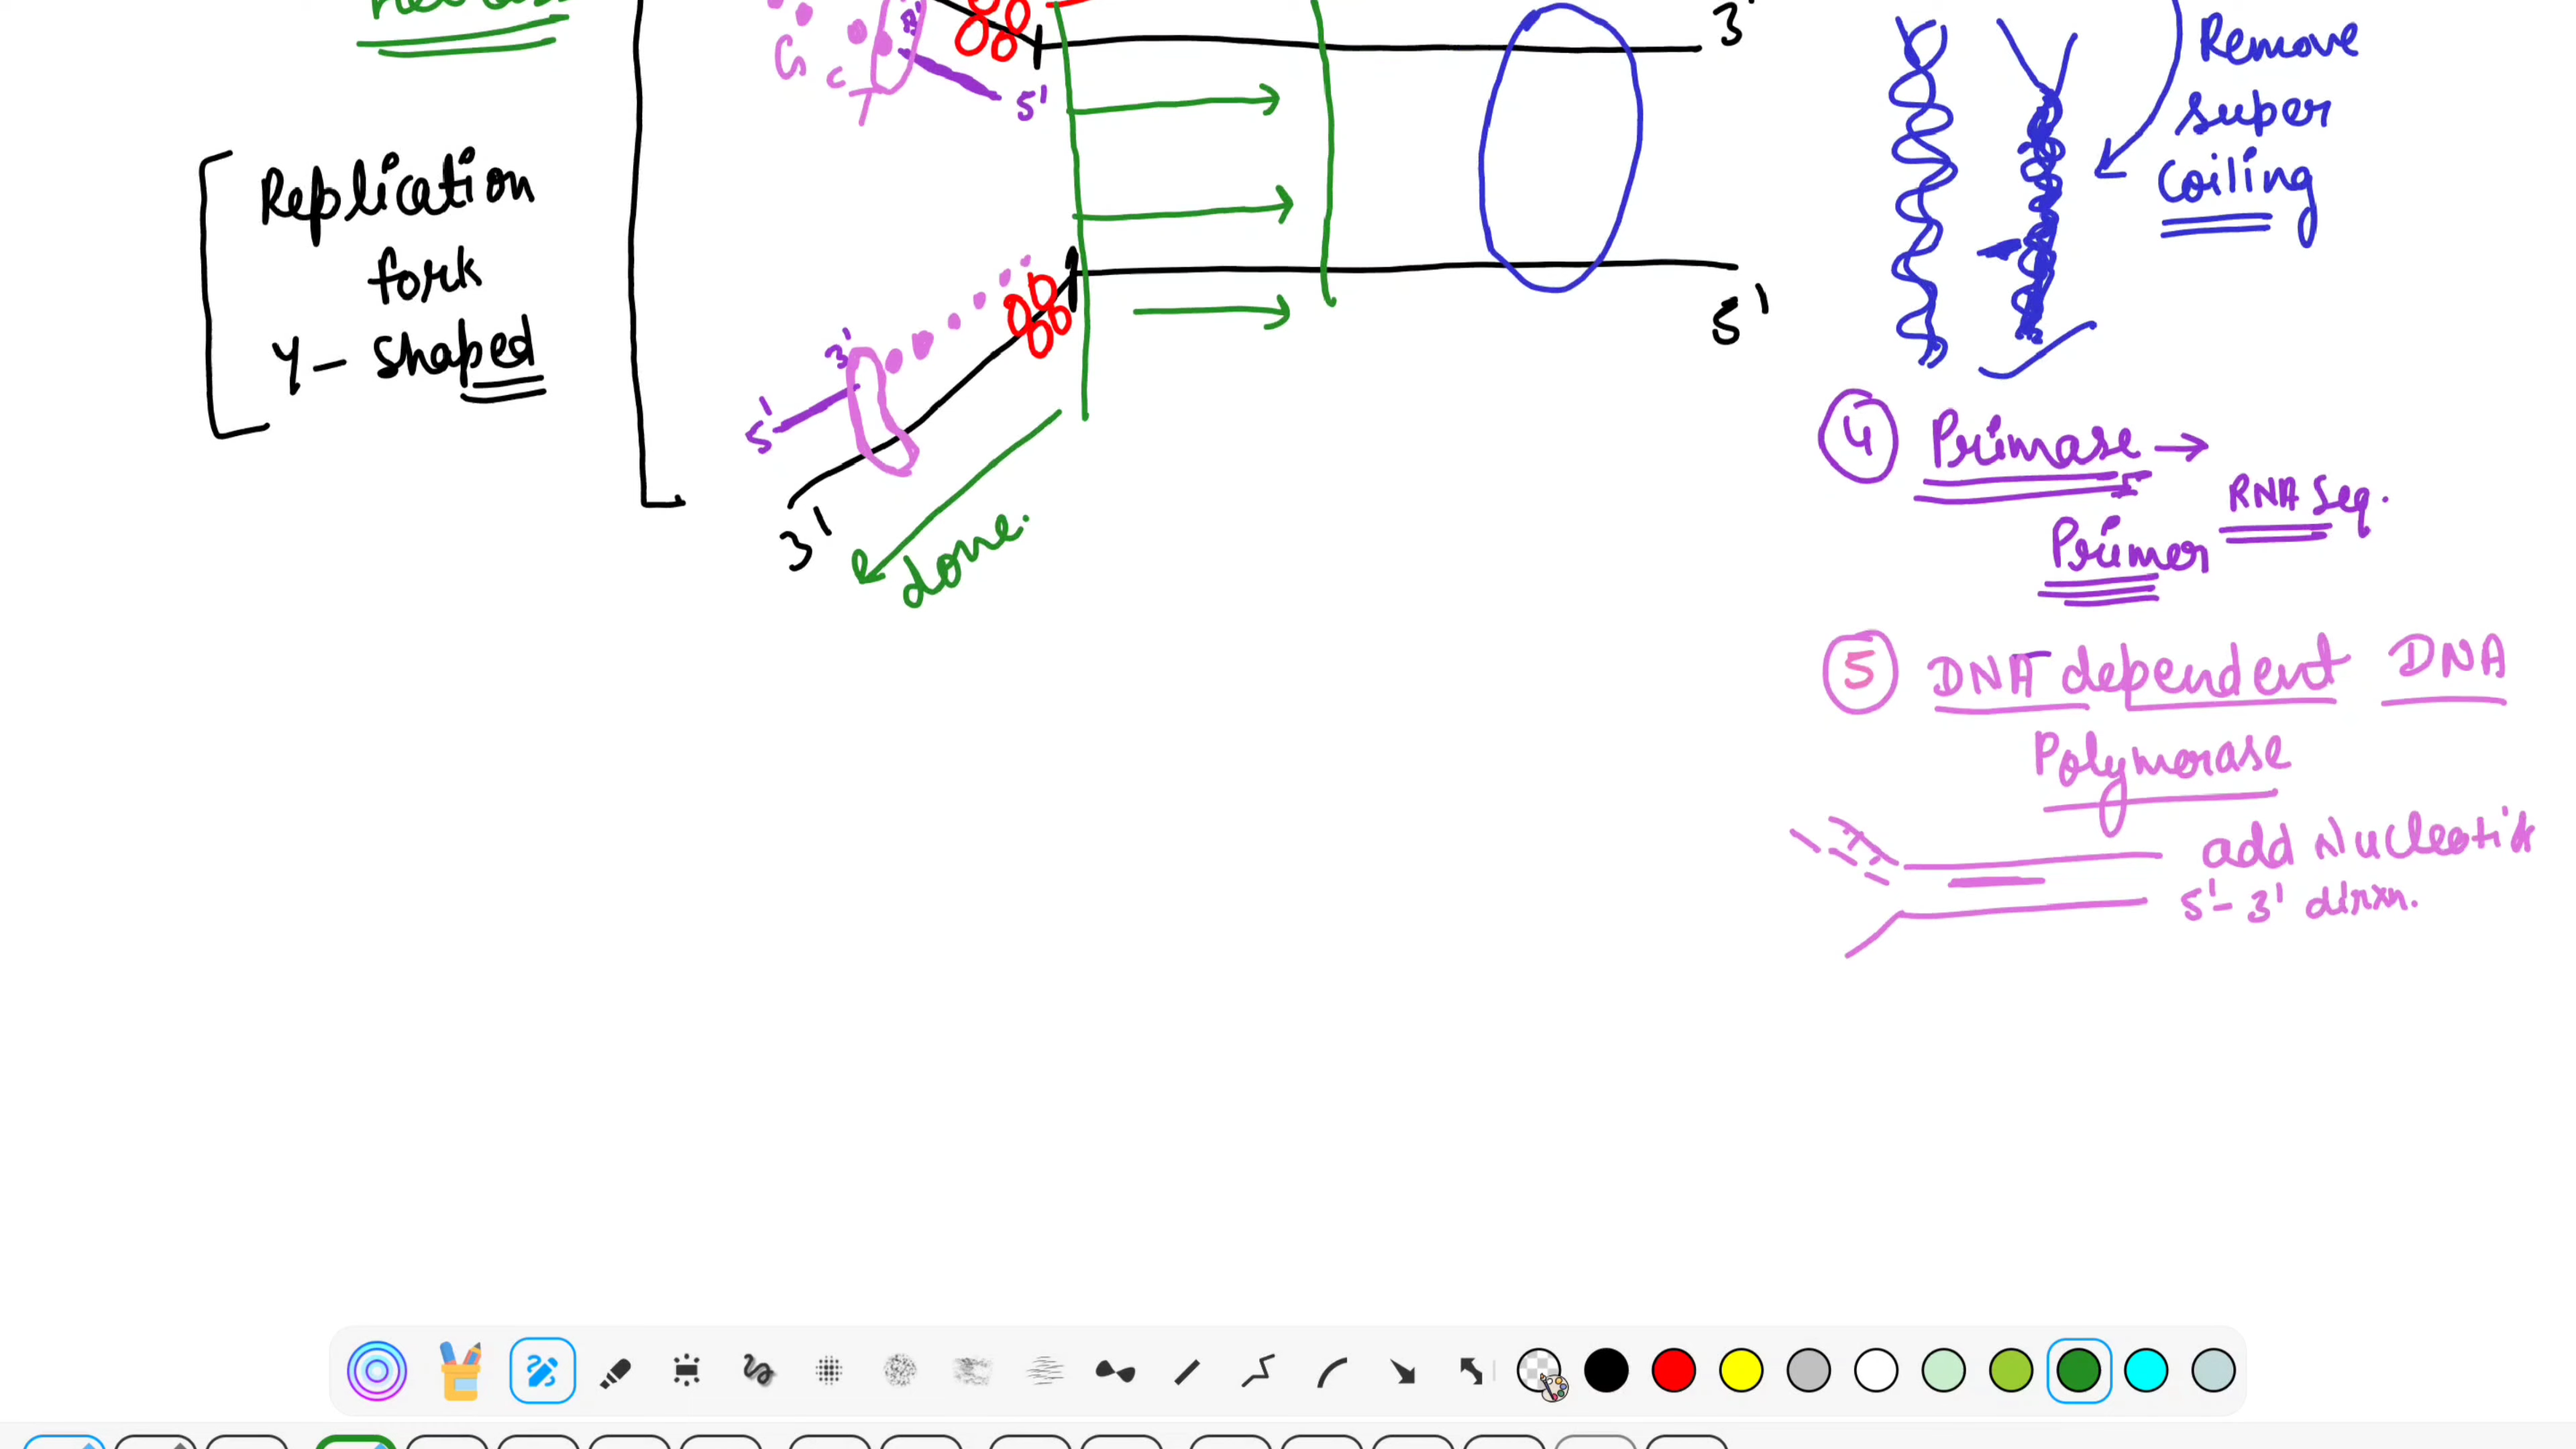 3'
Remove
super
Coiling
G
C
T
3'
5'
Replication
fork
Y- shaped
5'
3'
5'
3'
done.
4 Primase →
RNA Seq.
Primer
5 DNA dependent DNA
Polymerase
add
5'- 3' dirxn.